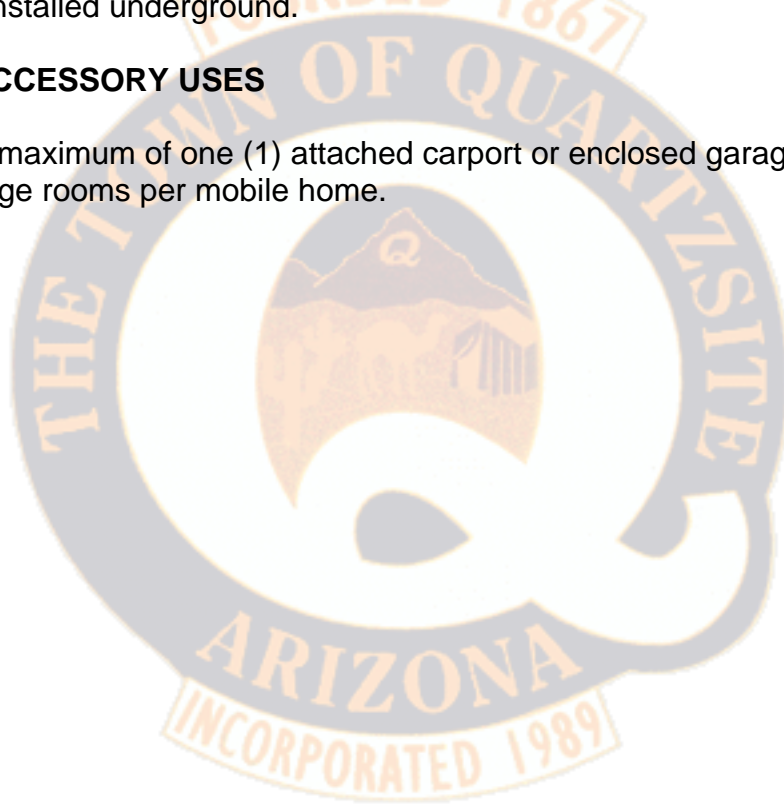 nstalled underground.
FOUNDED 1867
CCESSORY USES
maximum of one (1) attached carport or enclosed garag
ge rooms per mobile home.
THE TOWN OF QUARTZSITE
Q
ARIZONA
INCORPORATED 1989